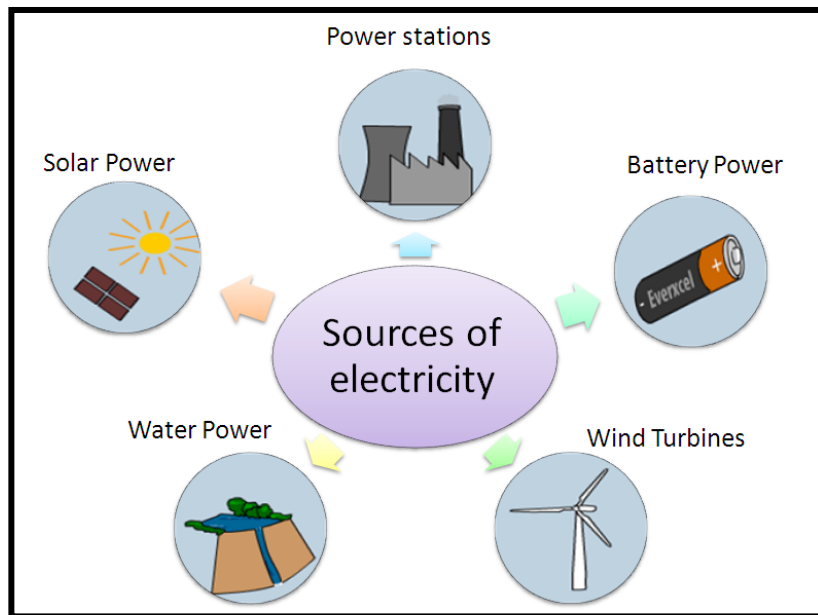 Power stations
Solar Power
Battery Power
- Everxcel +
Sources of
electricity
Water Power
Wind Turbines